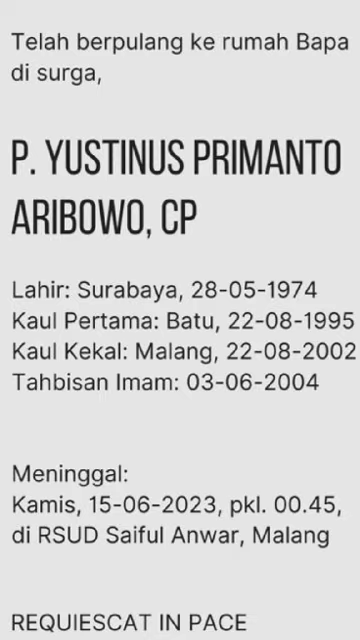 Telah berpulang ke rumah Bapa
di surga,
P. YUSTINUS PRIMANTO
ARIBOWO, CP
Lahir: Surabaya, 28-05-1974
Kaul Pertama: Batu, 22-08-1995
Kaul Kekal: Malang, 22-08-2002
Tahbisan Imam: 03-06-2004
Meninggal:
Kamis, 15-06-2023, pkl. 00.45,
di RSUD Saiful Anwar, Malang
REQUIESCAT IN PACE